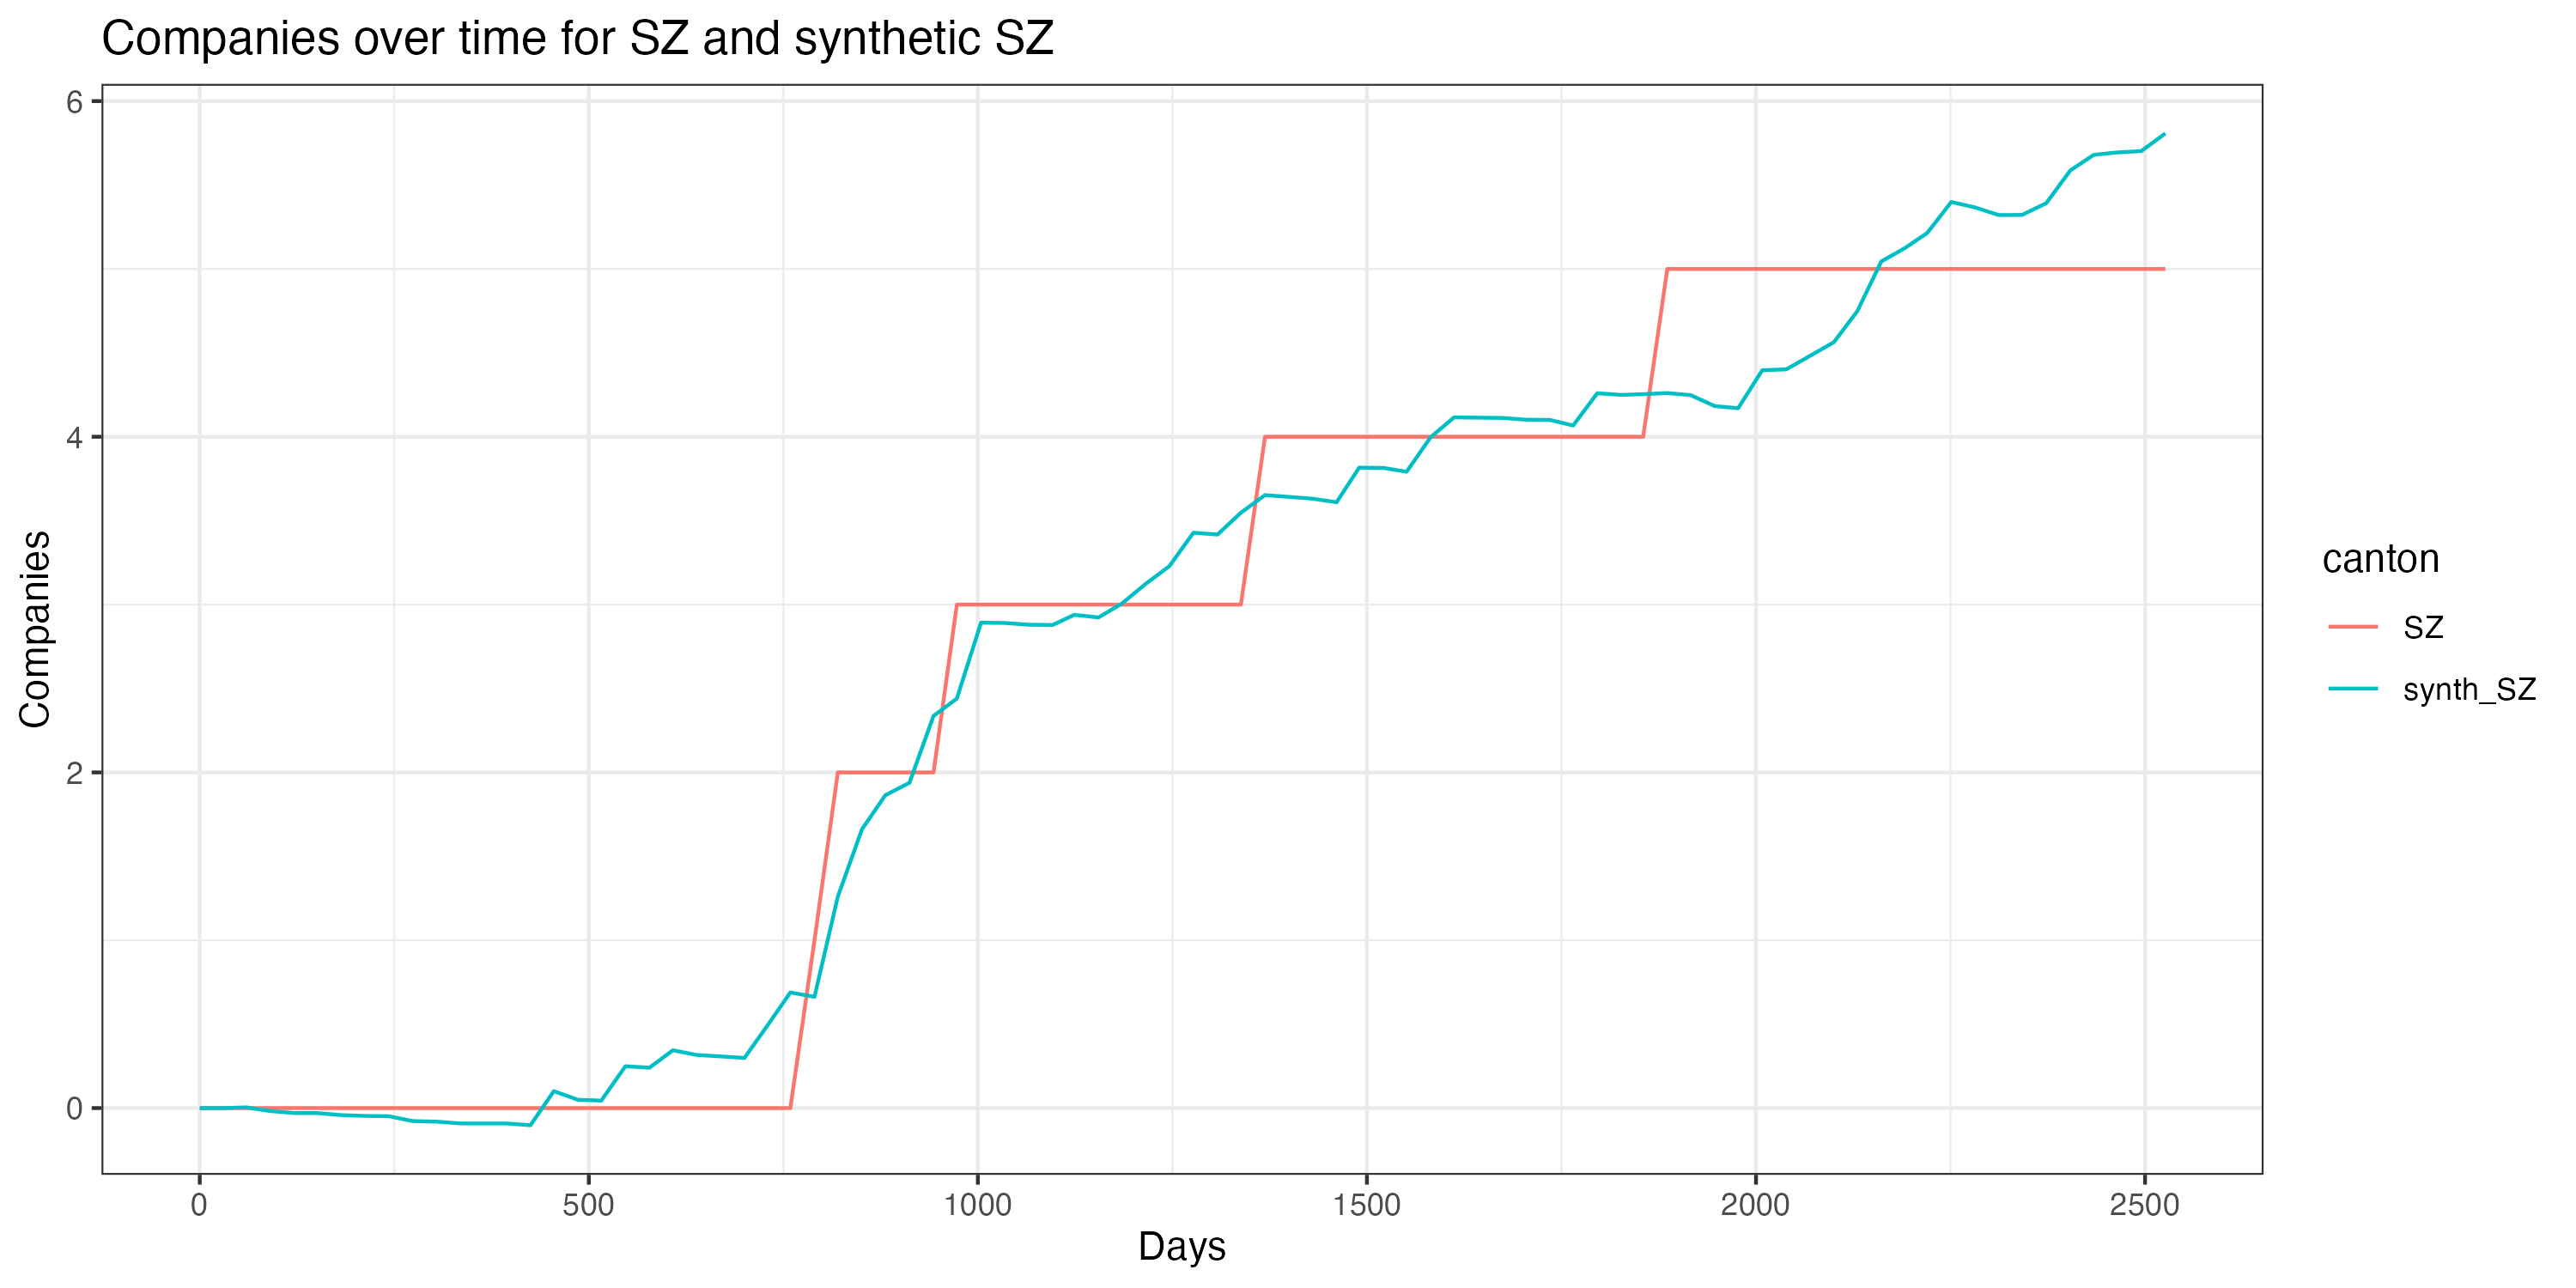 Companies over time for SZ and synthetic SZ
6
4
2
0
Companies
0 500 1000 1500 2000 2500
Days
canton
SZ
synth_SZ